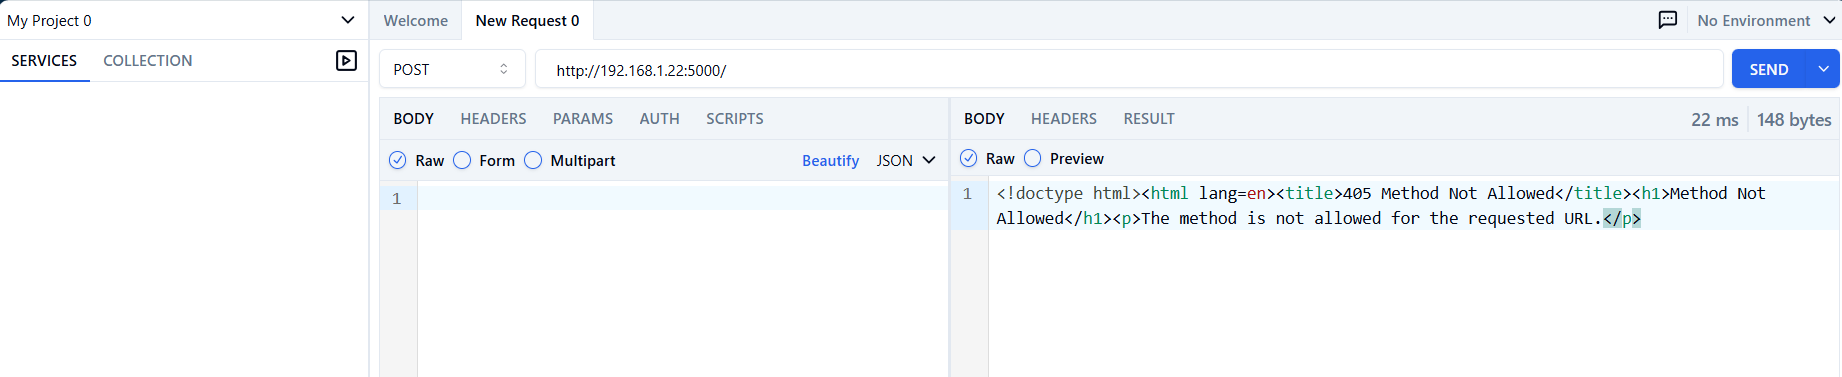 My Project 0
Welcome
New Request 0
No Environment
SERVICES
COLLECTION
POST
http://192.168.1.22:5000/
SEND
BODY
HEADERS
PARAMS
AUTH
SCRIPTS
Raw
Form
Multipart
Beautify
JSON
1
BODY
HEADERS
RESULT
22 ms
148 bytes
Raw
Preview
1
<!doctype html><html lang=en><title>405 Method Not Allowed</title><h1>Method Not
Allowed</h1><p>The method is not allowed for the requested URL.</p>